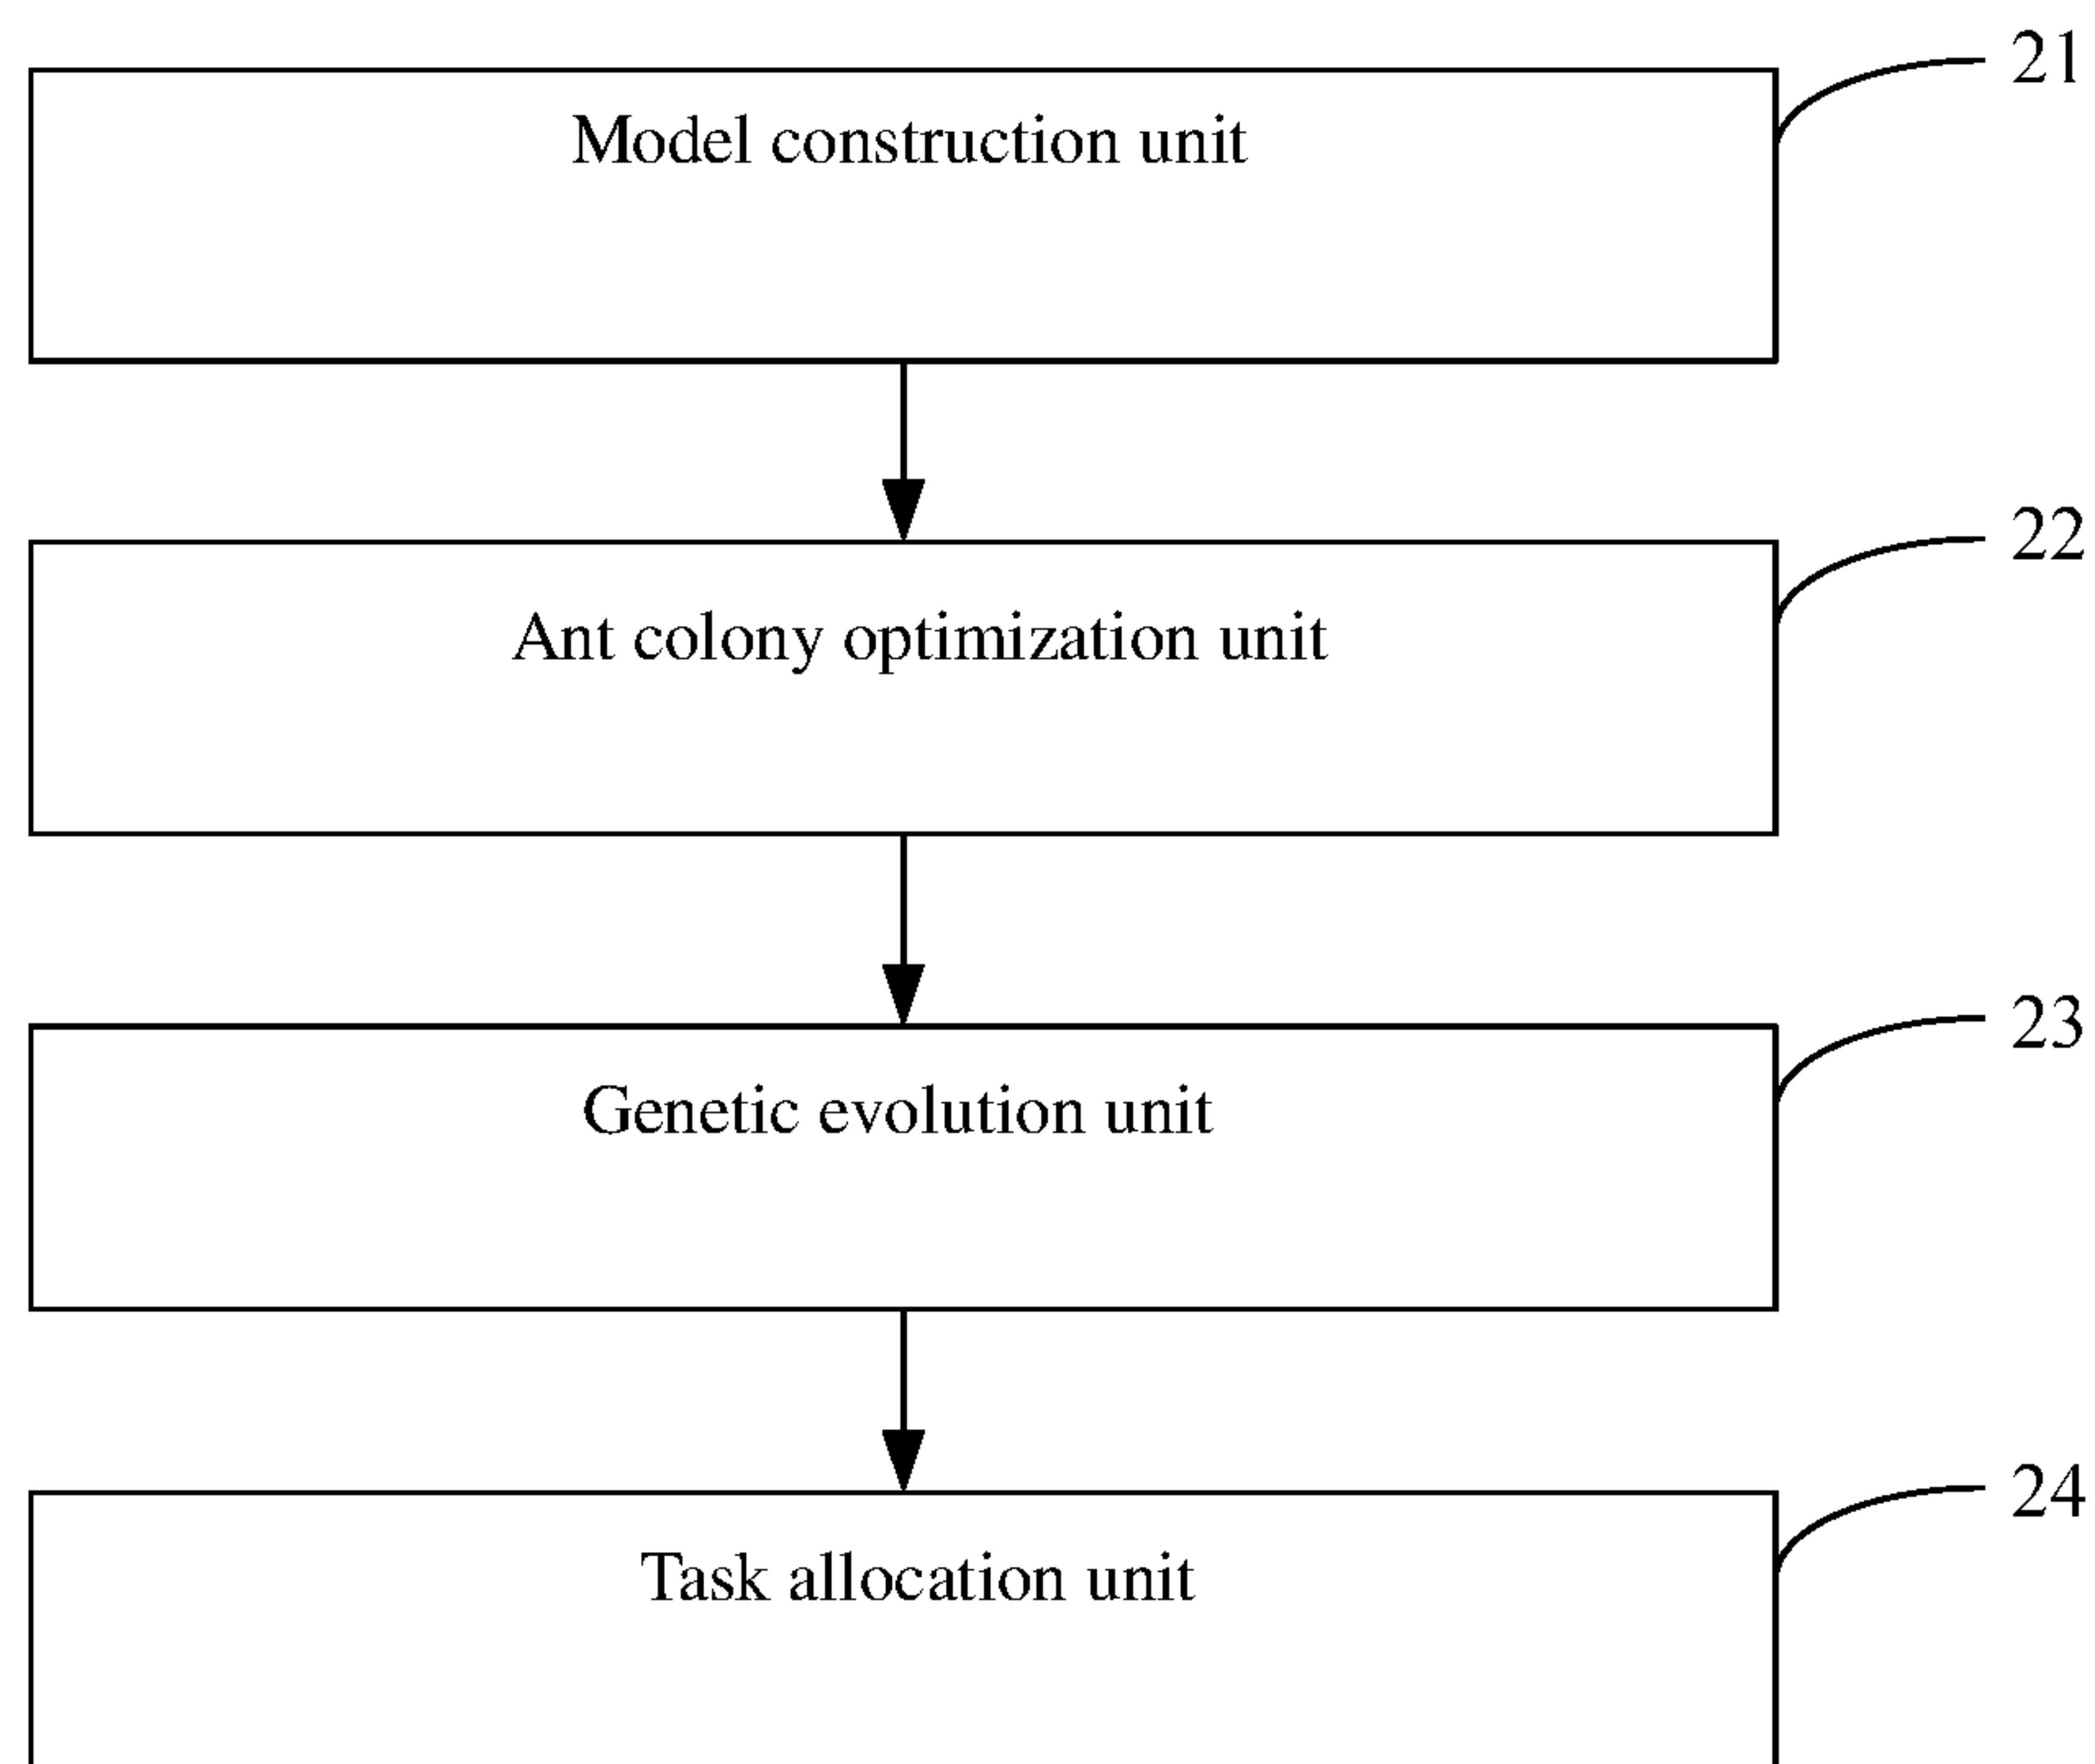 21
Model construction unit
22
Ant colony optimization unit
23
Genetic evolution unit
24
Task allocation unit